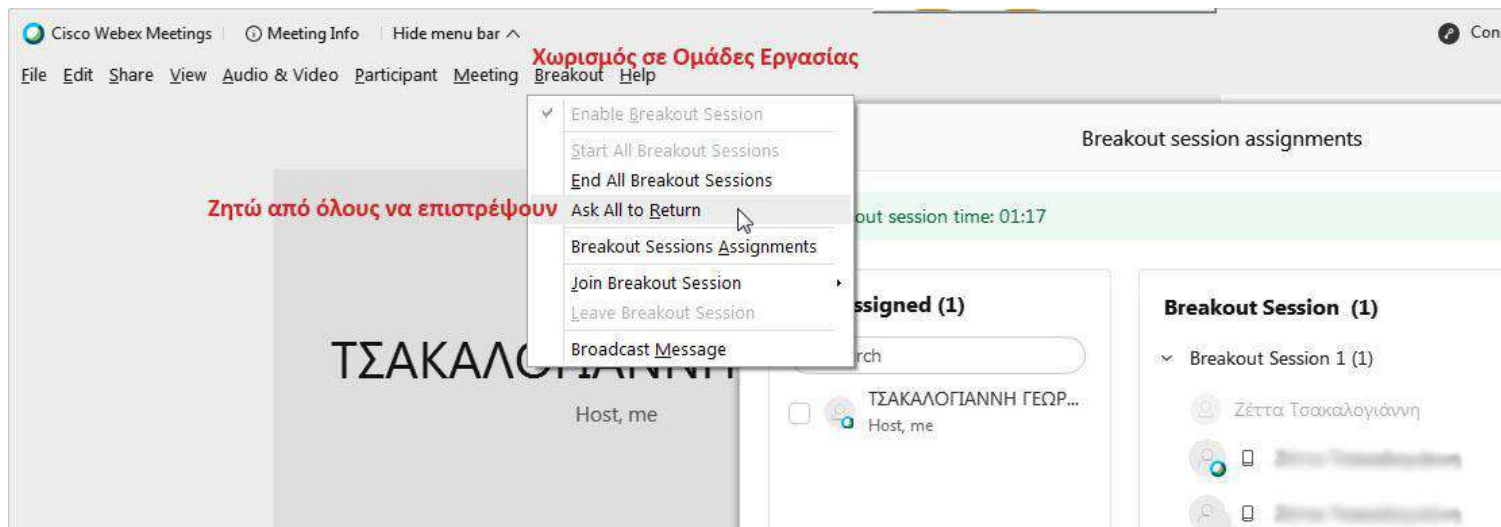 Cisco Webex Meetings Meeting Info Hide menu bar
Con
Χωρισμός σε Ομάδες Εργασίας
File Edit Share View Audio & Video Participant Meeting Breakout Help
Enable Breakout Session
Start All Breakout Sessions
End All Breakout Sessions
Ζητώ από όλους να επιστρέψουν
Ask All to Return
Breakout Sessions Assignments
Join Breakout Session
Leave Breakout Session
Broadcast Message
Breakout session assignments
out session time: 01:17
ΤΣΑΚΑΛΟΓΙΑΝΝΗ
Host, me
ssigned (1)
rch
ΤΣΑΚΑΛΟΓΙΑΝΝΗ ΓΕΩΡ...
Host, me
Breakout Session (1)
Breakout Session 1 (1)
Ζέττα Τσακαλογιάννη